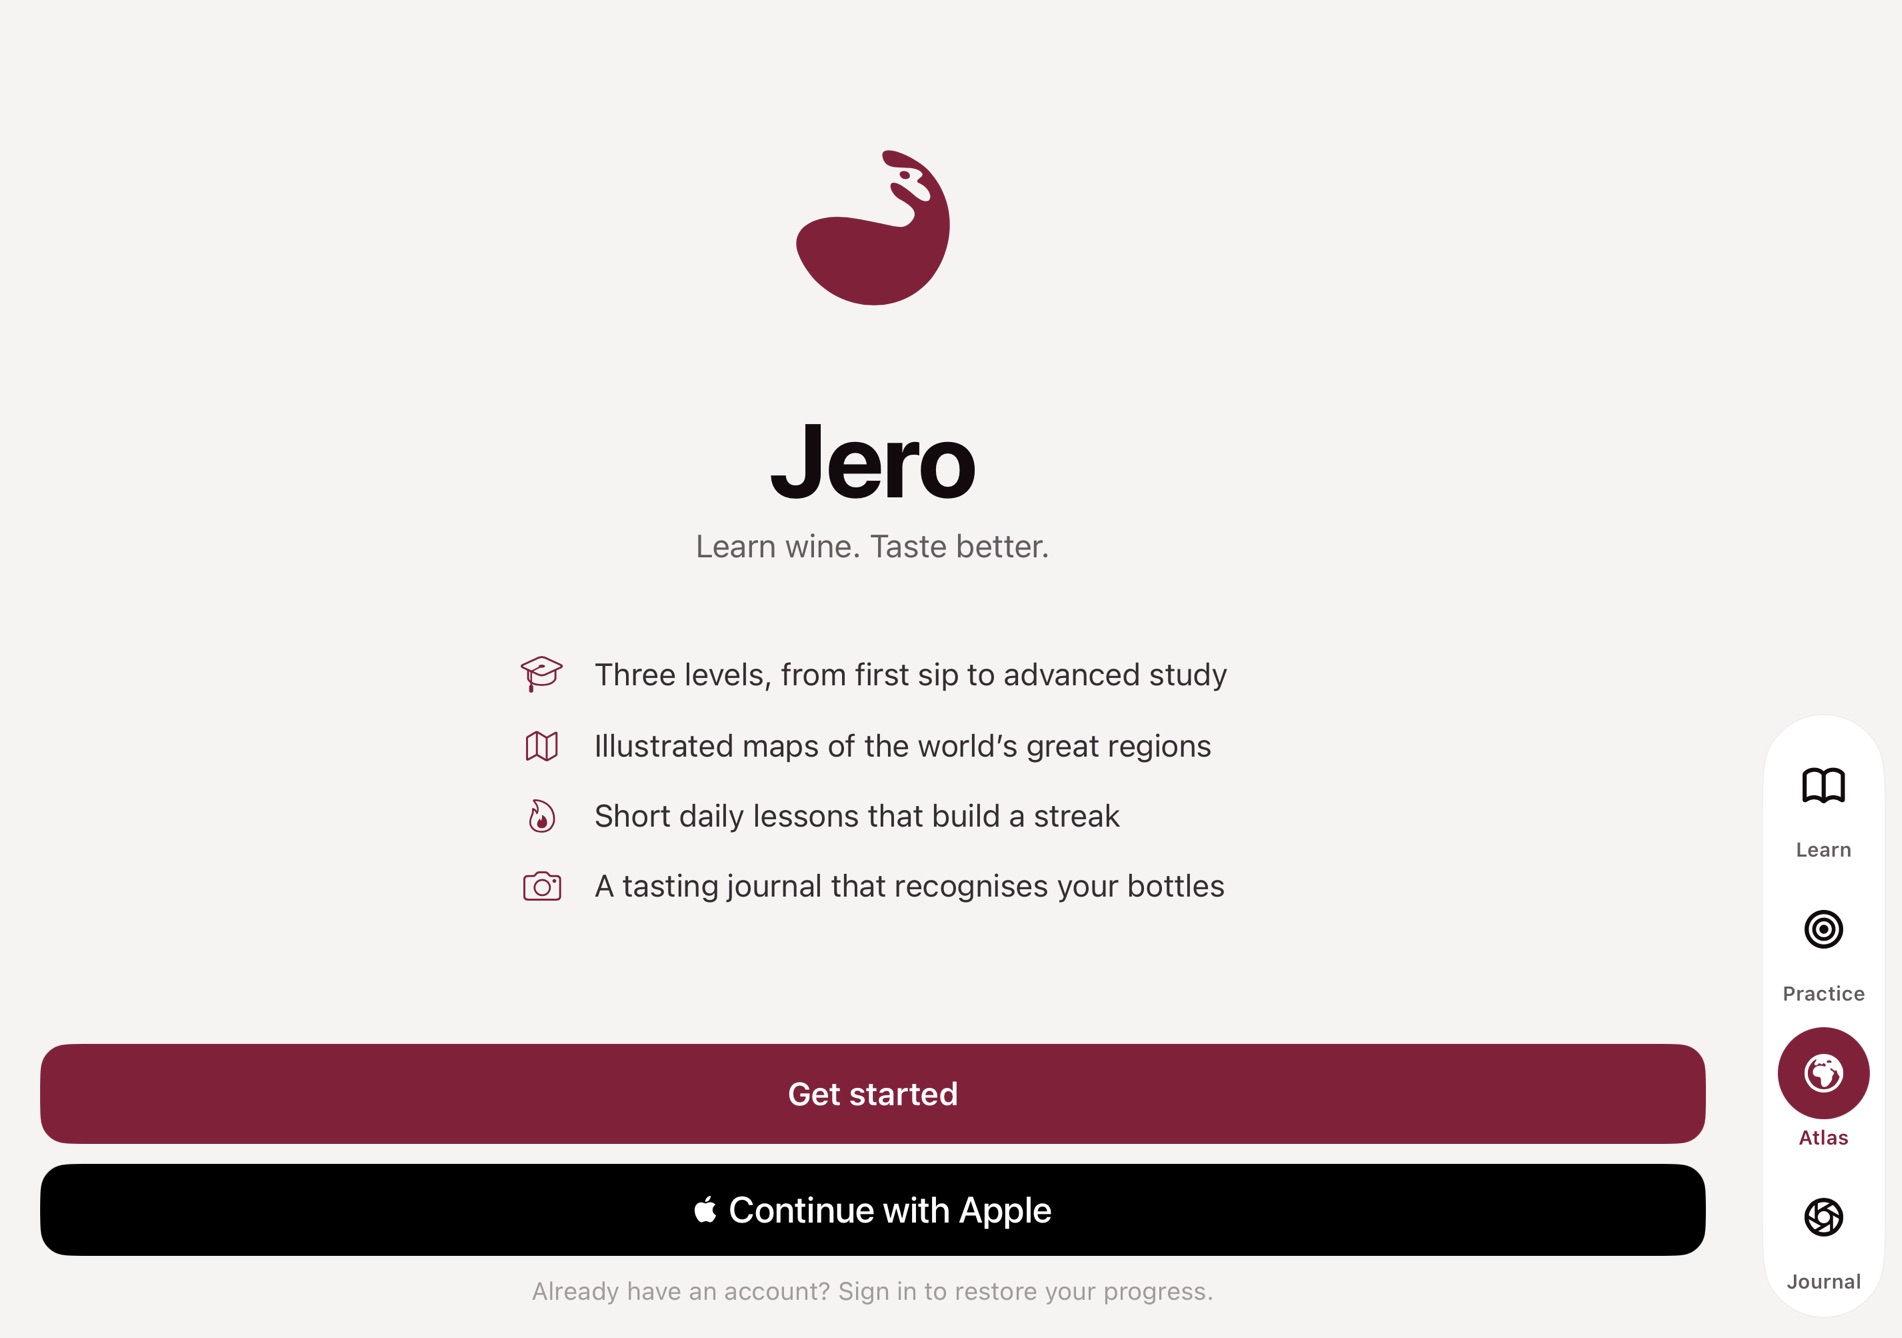 Jero
Learn wine. Taste better.
Three levels, from first sip to advanced study
Illustrated maps of the world’s great regions
Short daily lessons that build a streak
A tasting journal that recognises your bottles
Get started
Continue with Apple
Already have an account? Sign in to restore your progress.
Learn
Practice
Atlas
Journal